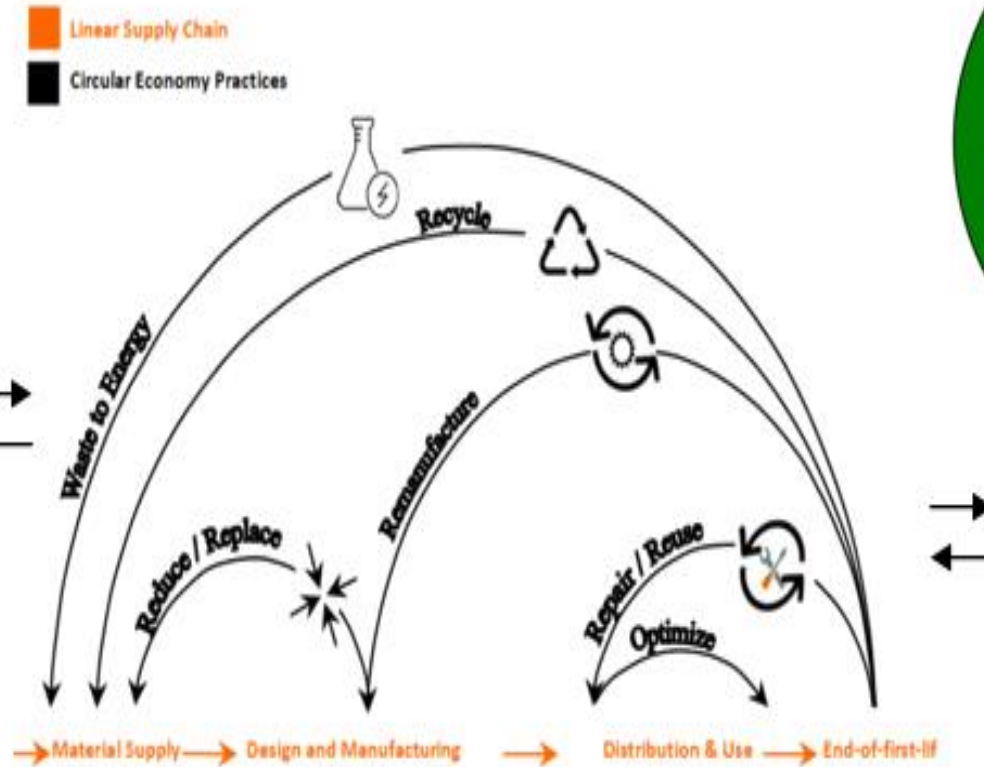 Linear Supply Chain
Circular Economy Practices
Recycle
Waste to Energy
Remanufacture
Reduce / Replace
Repair / Reuse
Optimize
Material Supply
Design and Manufacturing
Distribution & Use
End-of-first-lif